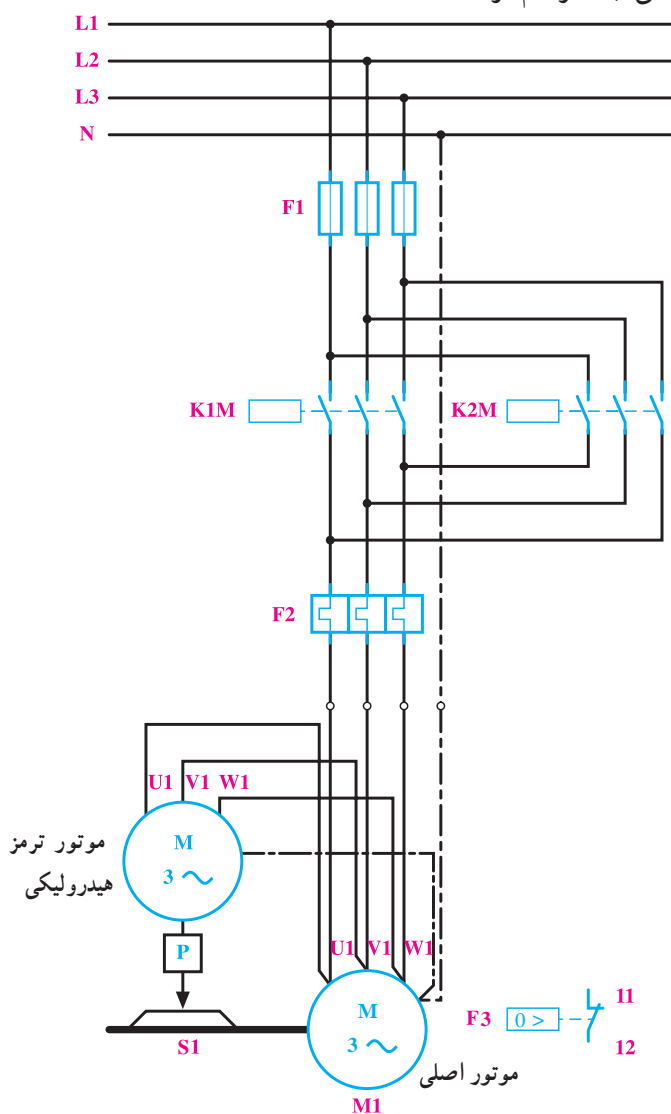 L1
L2
L3
N
F1
K1M
K2M
F2
U1 V1 W1
M
3 ~
موتور ترمز
هیدرولیکی
P
U1 V1 W1
M
3 ~
S1
موتور اصلی
M1
F3
0 >
11
12